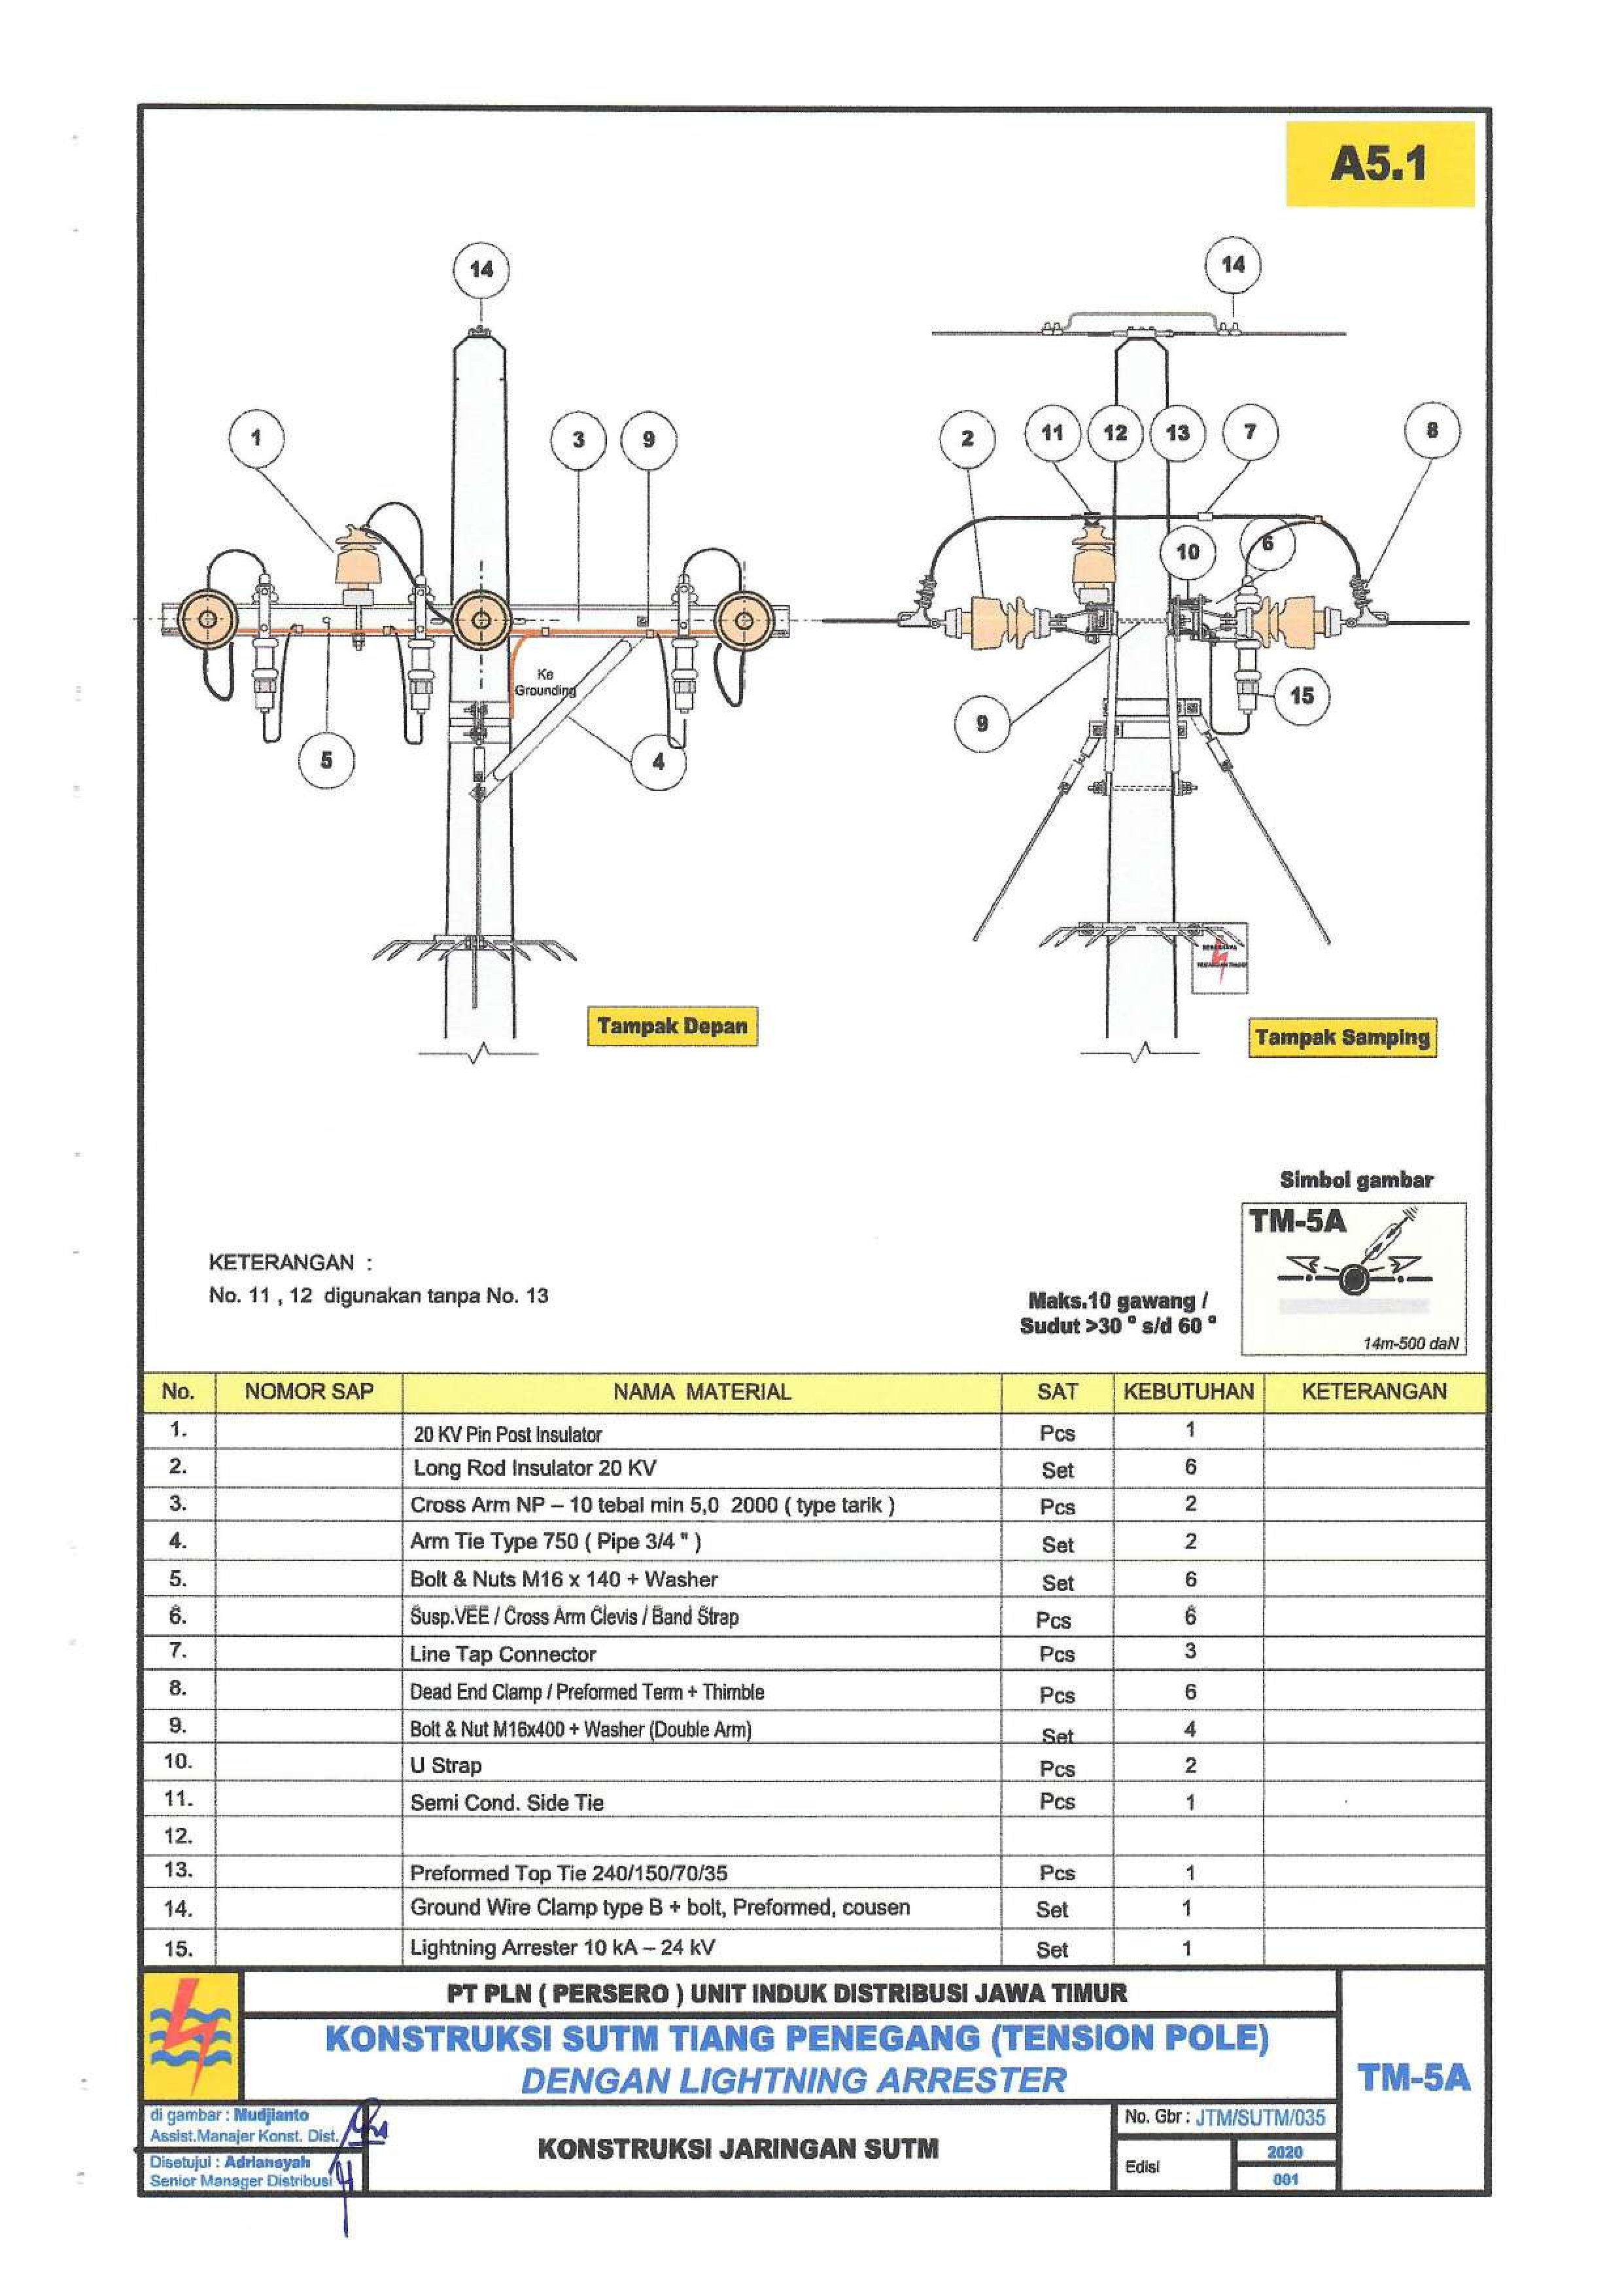 A5.1
14
14
1
3
9
2
11
12
13
7
8
10
6
Ke
Grounding
5
4
9
15
Tampak Depan
Tampak Samping
Simbol gambar
TM-5A
14m-500 daN
KETERANGAN :
No. 11 , 12 digunakan tanpa No. 13
Maks.10 gawang /
Sudut >30 ° s/d 60 °
No. NOMOR SAP NAMA MATERIAL SAT KEBUTUHAN KETERANGAN
1. 20 KV Pin Post Insulator Pcs 1
2. Long Rod Insulator 20 KV Set 6
3. Cross Arm NP – 10 tebal min 5,0 2000 ( type tarik ) Pcs 2
4. Arm Tie Type 750 ( Pipe 3/4 " ) Set 2
5. Bolt & Nuts M16 x 140 + Washer Set 6
6. Susp.VEE / Cross Arm Clevis / Band Strap Pcs 6
7. Line Tap Connector Pcs 3
8. Dead End Clamp / Preformed Term + Thimble Pcs 6
9. Bolt & Nut M16x400 + Washer (Double Arm) Set 4
10. U Strap Pcs 2
11. Semi Cond. Side Tie Pcs 1
12.
13. Preformed Top Tie 240/150/70/35 Pcs 1
14. Ground Wire Clamp type B + bolt, Preformed, cousen Set 1
15. Lightning Arrester 10 kA – 24 kV Set 1
PT PLN ( PERSERO ) UNIT INDUK DISTRIBUSI JAWA TIMUR
KONSTRUKSI SUTM TIANG PENEGANG (TENSION POLE)
DENGAN LIGHTNING ARRESTER
TM-5A
di gambar : Mudjianto
Assist.Manajer Konst. Dist.
Disetujui : Adriansyah
Senior Manager Distribusi
KONSTRUKSI JARINGAN SUTM
No. Gbr : JTM/SUTM/035
Edisi
2020
001